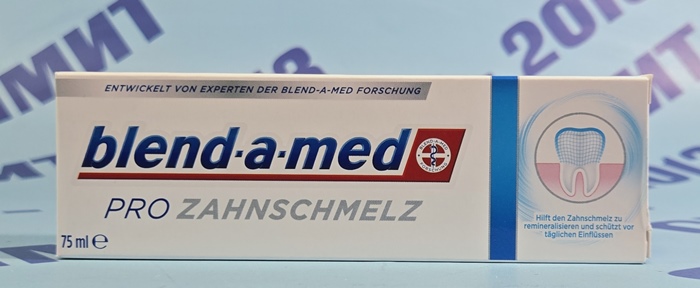 ENTWICKELT VON EXPERTEN DER BLEND-A-MED FORSCHUNG
blend-a-med
PRO ZAHNSCHMELZ
75 ml ℮
Hilft den Zahnschmelz zu
remineralisieren und schützt vor
täglichen Einflüssen